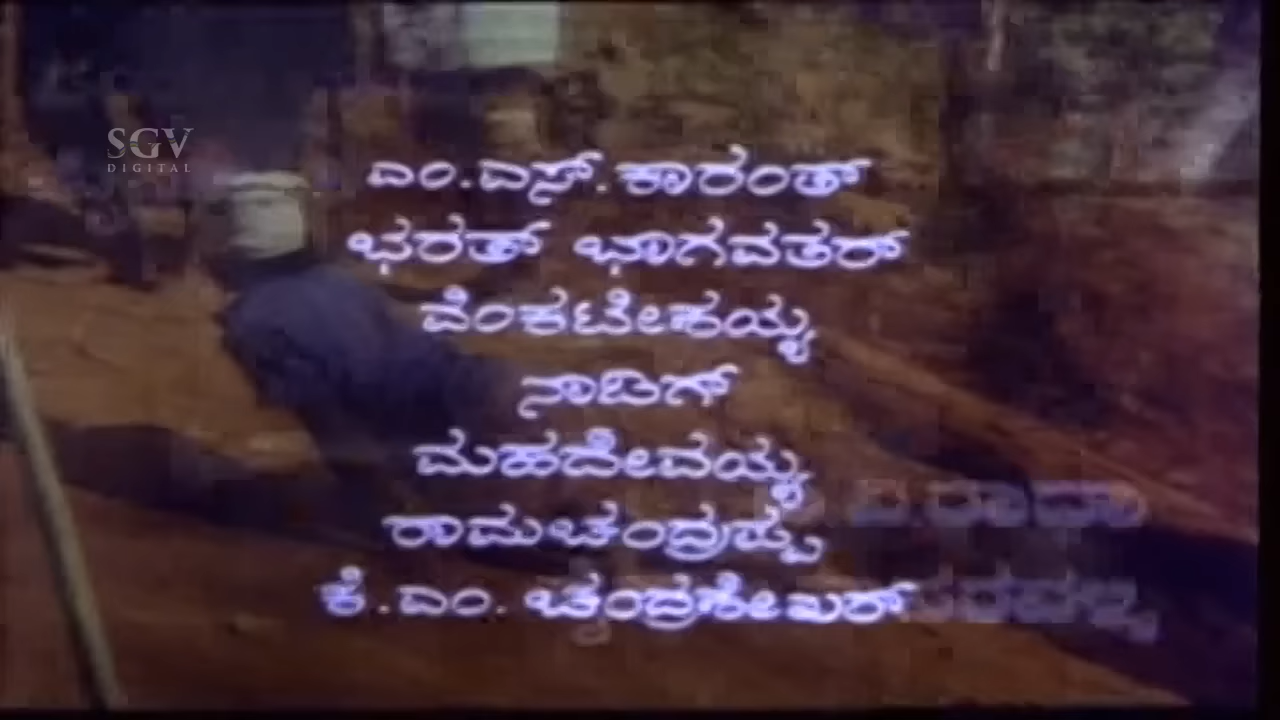 SGV
DIGITAL
ಎಂ.ಎಸ್.ಕಾರಂತ್
ಭರತ್ ಭಾಗವತರ್
ವೆಂಕಟೇಶಯ್ಯ
ನಾಡಿಗ್
ಮಹದೇವಯ್ಯ
ರಾಮಚಂದ್ರಪ್ಪ
ಕೆ.ಎಂ. ಚಂದ್ರಶೇಖರ್